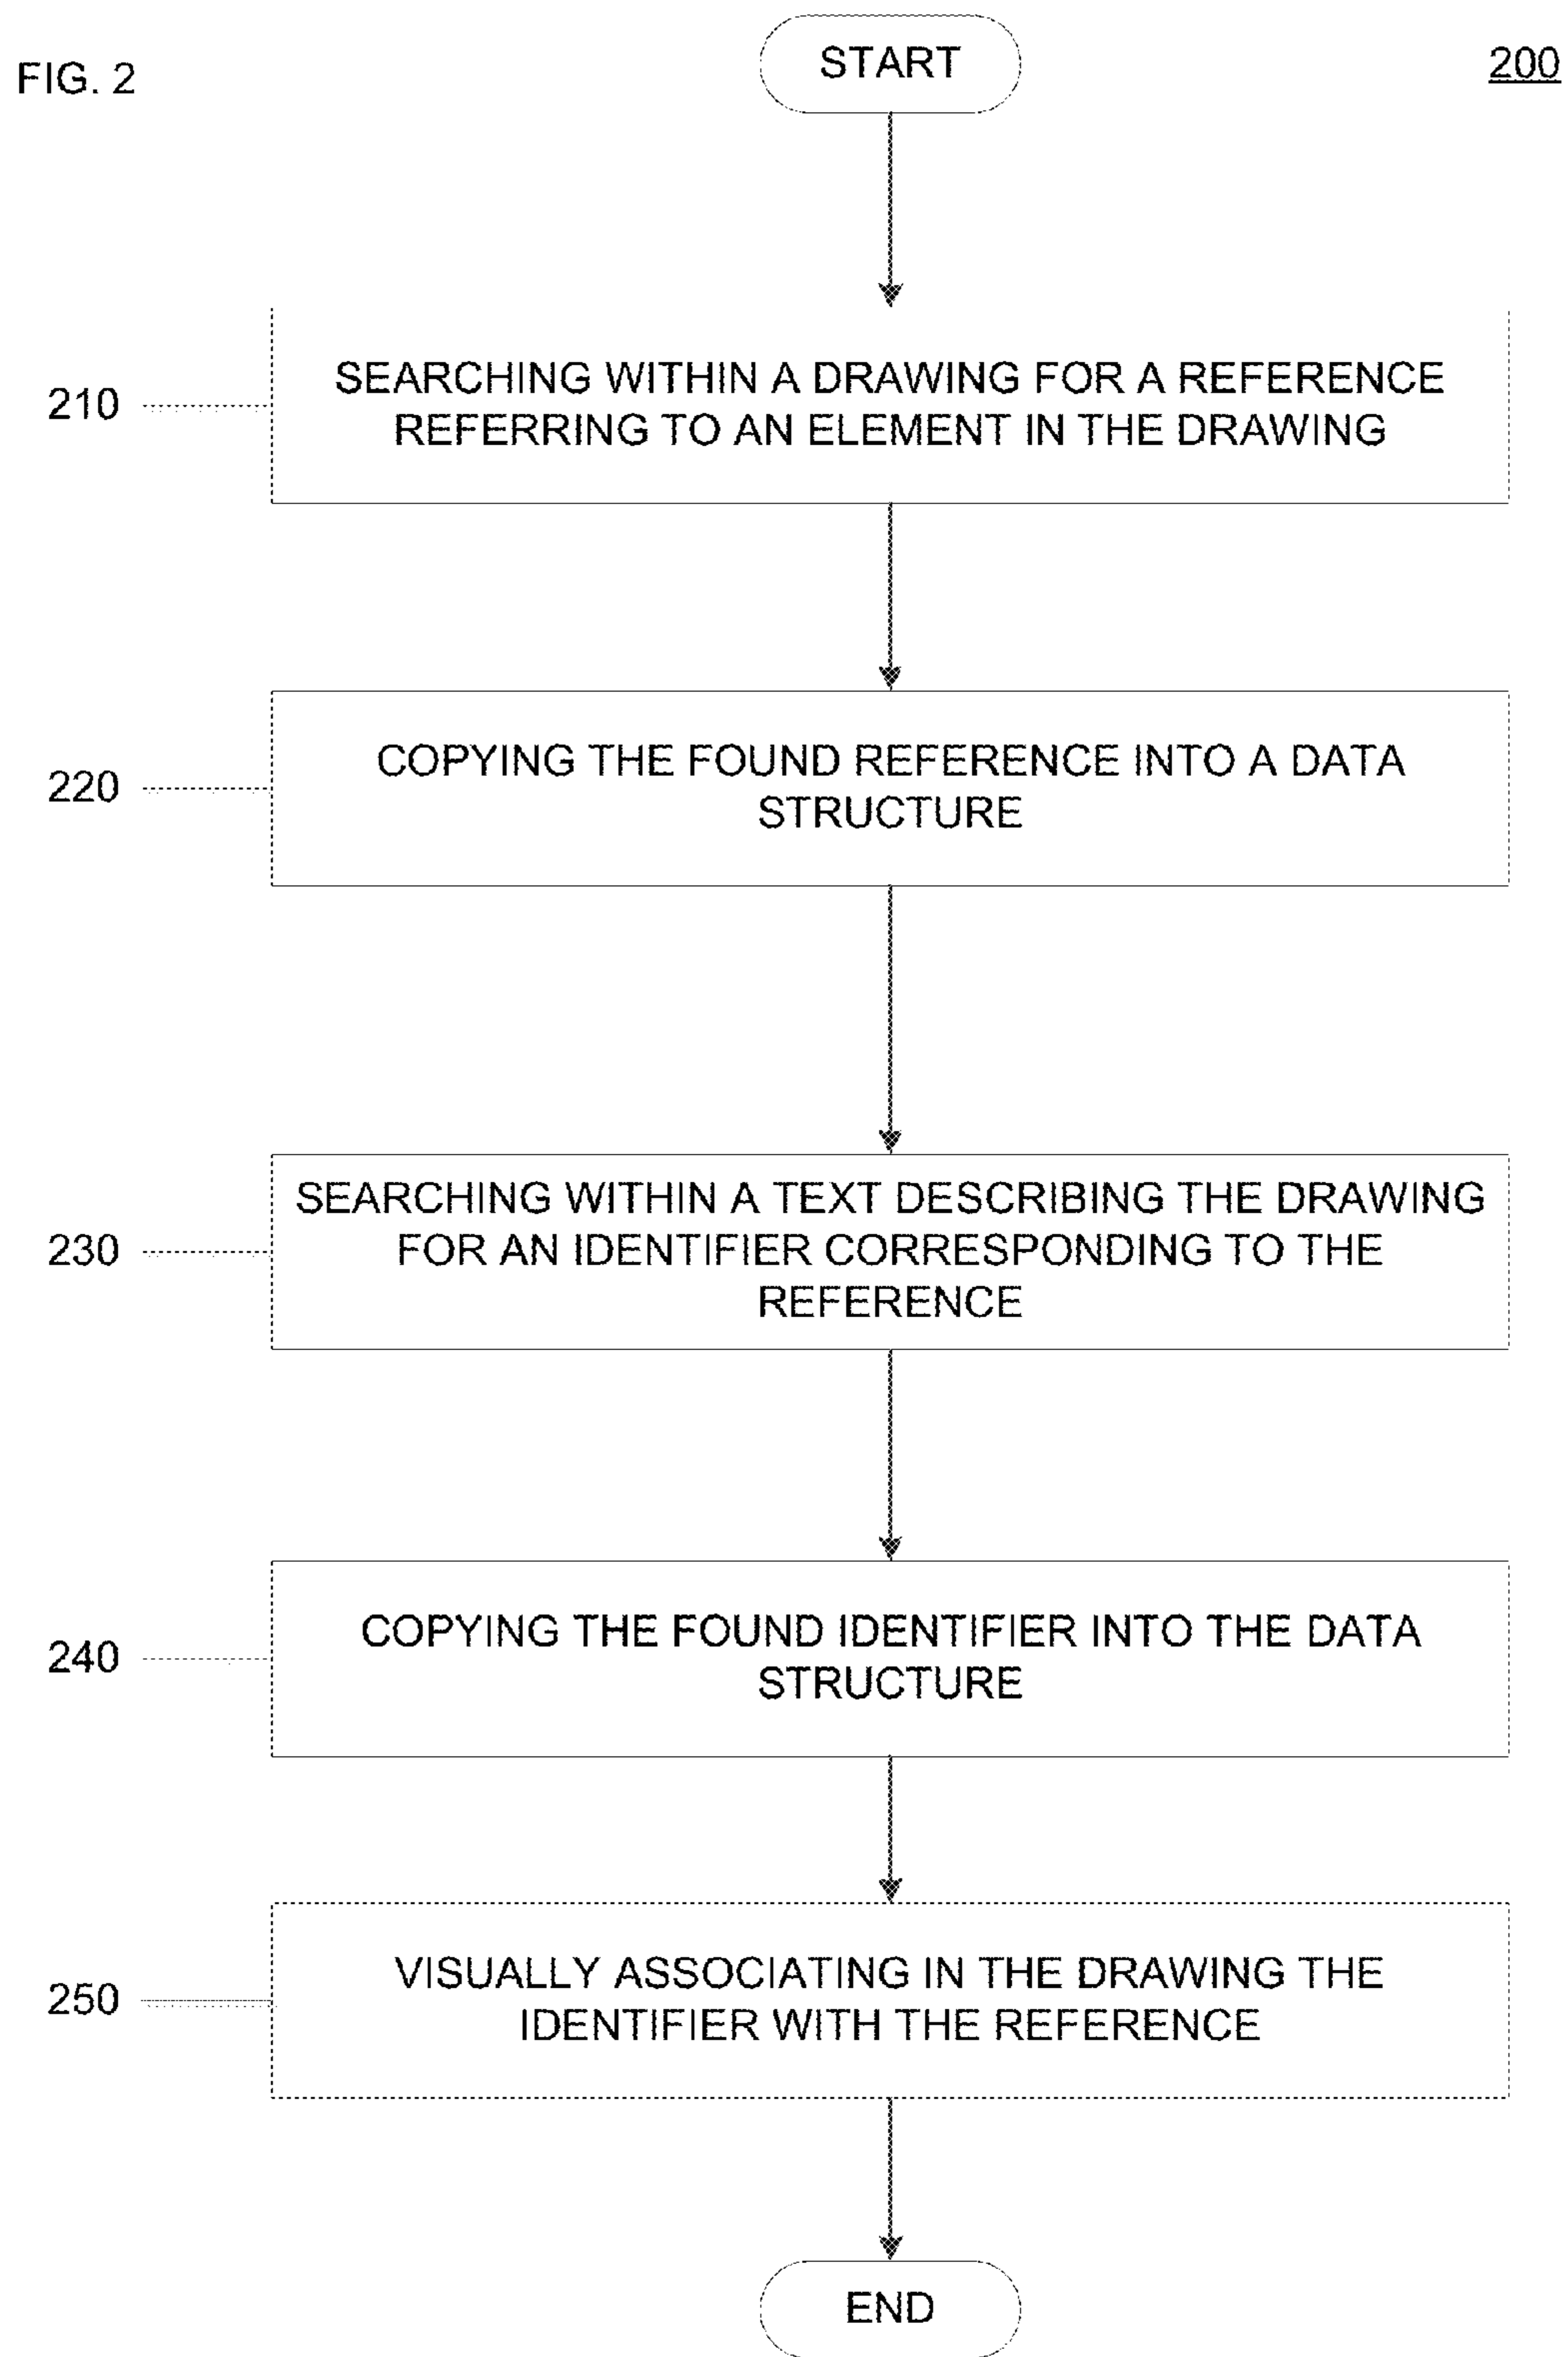 START
FIG. 2
200
210
SEARCHING WITHIN A DRAWING FOR A REFERENCE
REFERRING TO AN ELEMENT IN THE DRAWING
220
COPYING THE FOUND REFERENCE INTO A DATA
STRUCTURE
230
SEARCHING WITHIN A TEXT DESCRIBING THE DRAWING
FOR AN IDENTIFIER CORRESPONDING TO THE
REFERENCE
240
COPYING THE FOUND IDENTIFIER INTO THE DATA
STRUCTURE
250
VISUALLY ASSOCIATING IN THE DRAWING THE
IDENTIFIER WITH THE REFERENCE
END